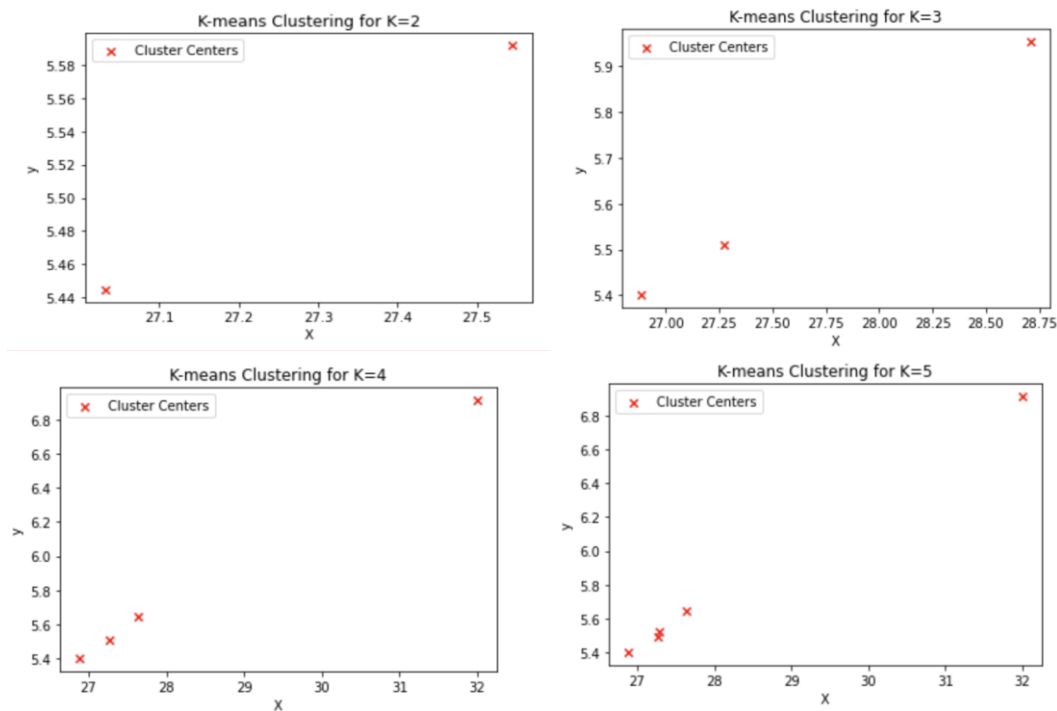 K-means Clustering for K=2
Cluster Centers
5.58
5.56
5.54
5.52
5.50
5.48
5.46
5.44
y
27.1 27.2 27.3 27.4 27.5
X
K-means Clustering for K=3
Cluster Centers
5.9
5.8
5.7
5.6
5.5
5.4
y
27.00 27.25 27.50 27.75 28.00 28.25 28.50 28.75
X
K-means Clustering for K=4
Cluster Centers
6.8
6.6
6.4
6.2
6.0
5.8
5.6
5.4
y
27 28 29 30 31 32
X
K-means Clustering for K=5
Cluster Centers
6.8
6.6
6.4
6.2
6.0
5.8
5.6
5.4
y
27 28 29 30 31 32
X